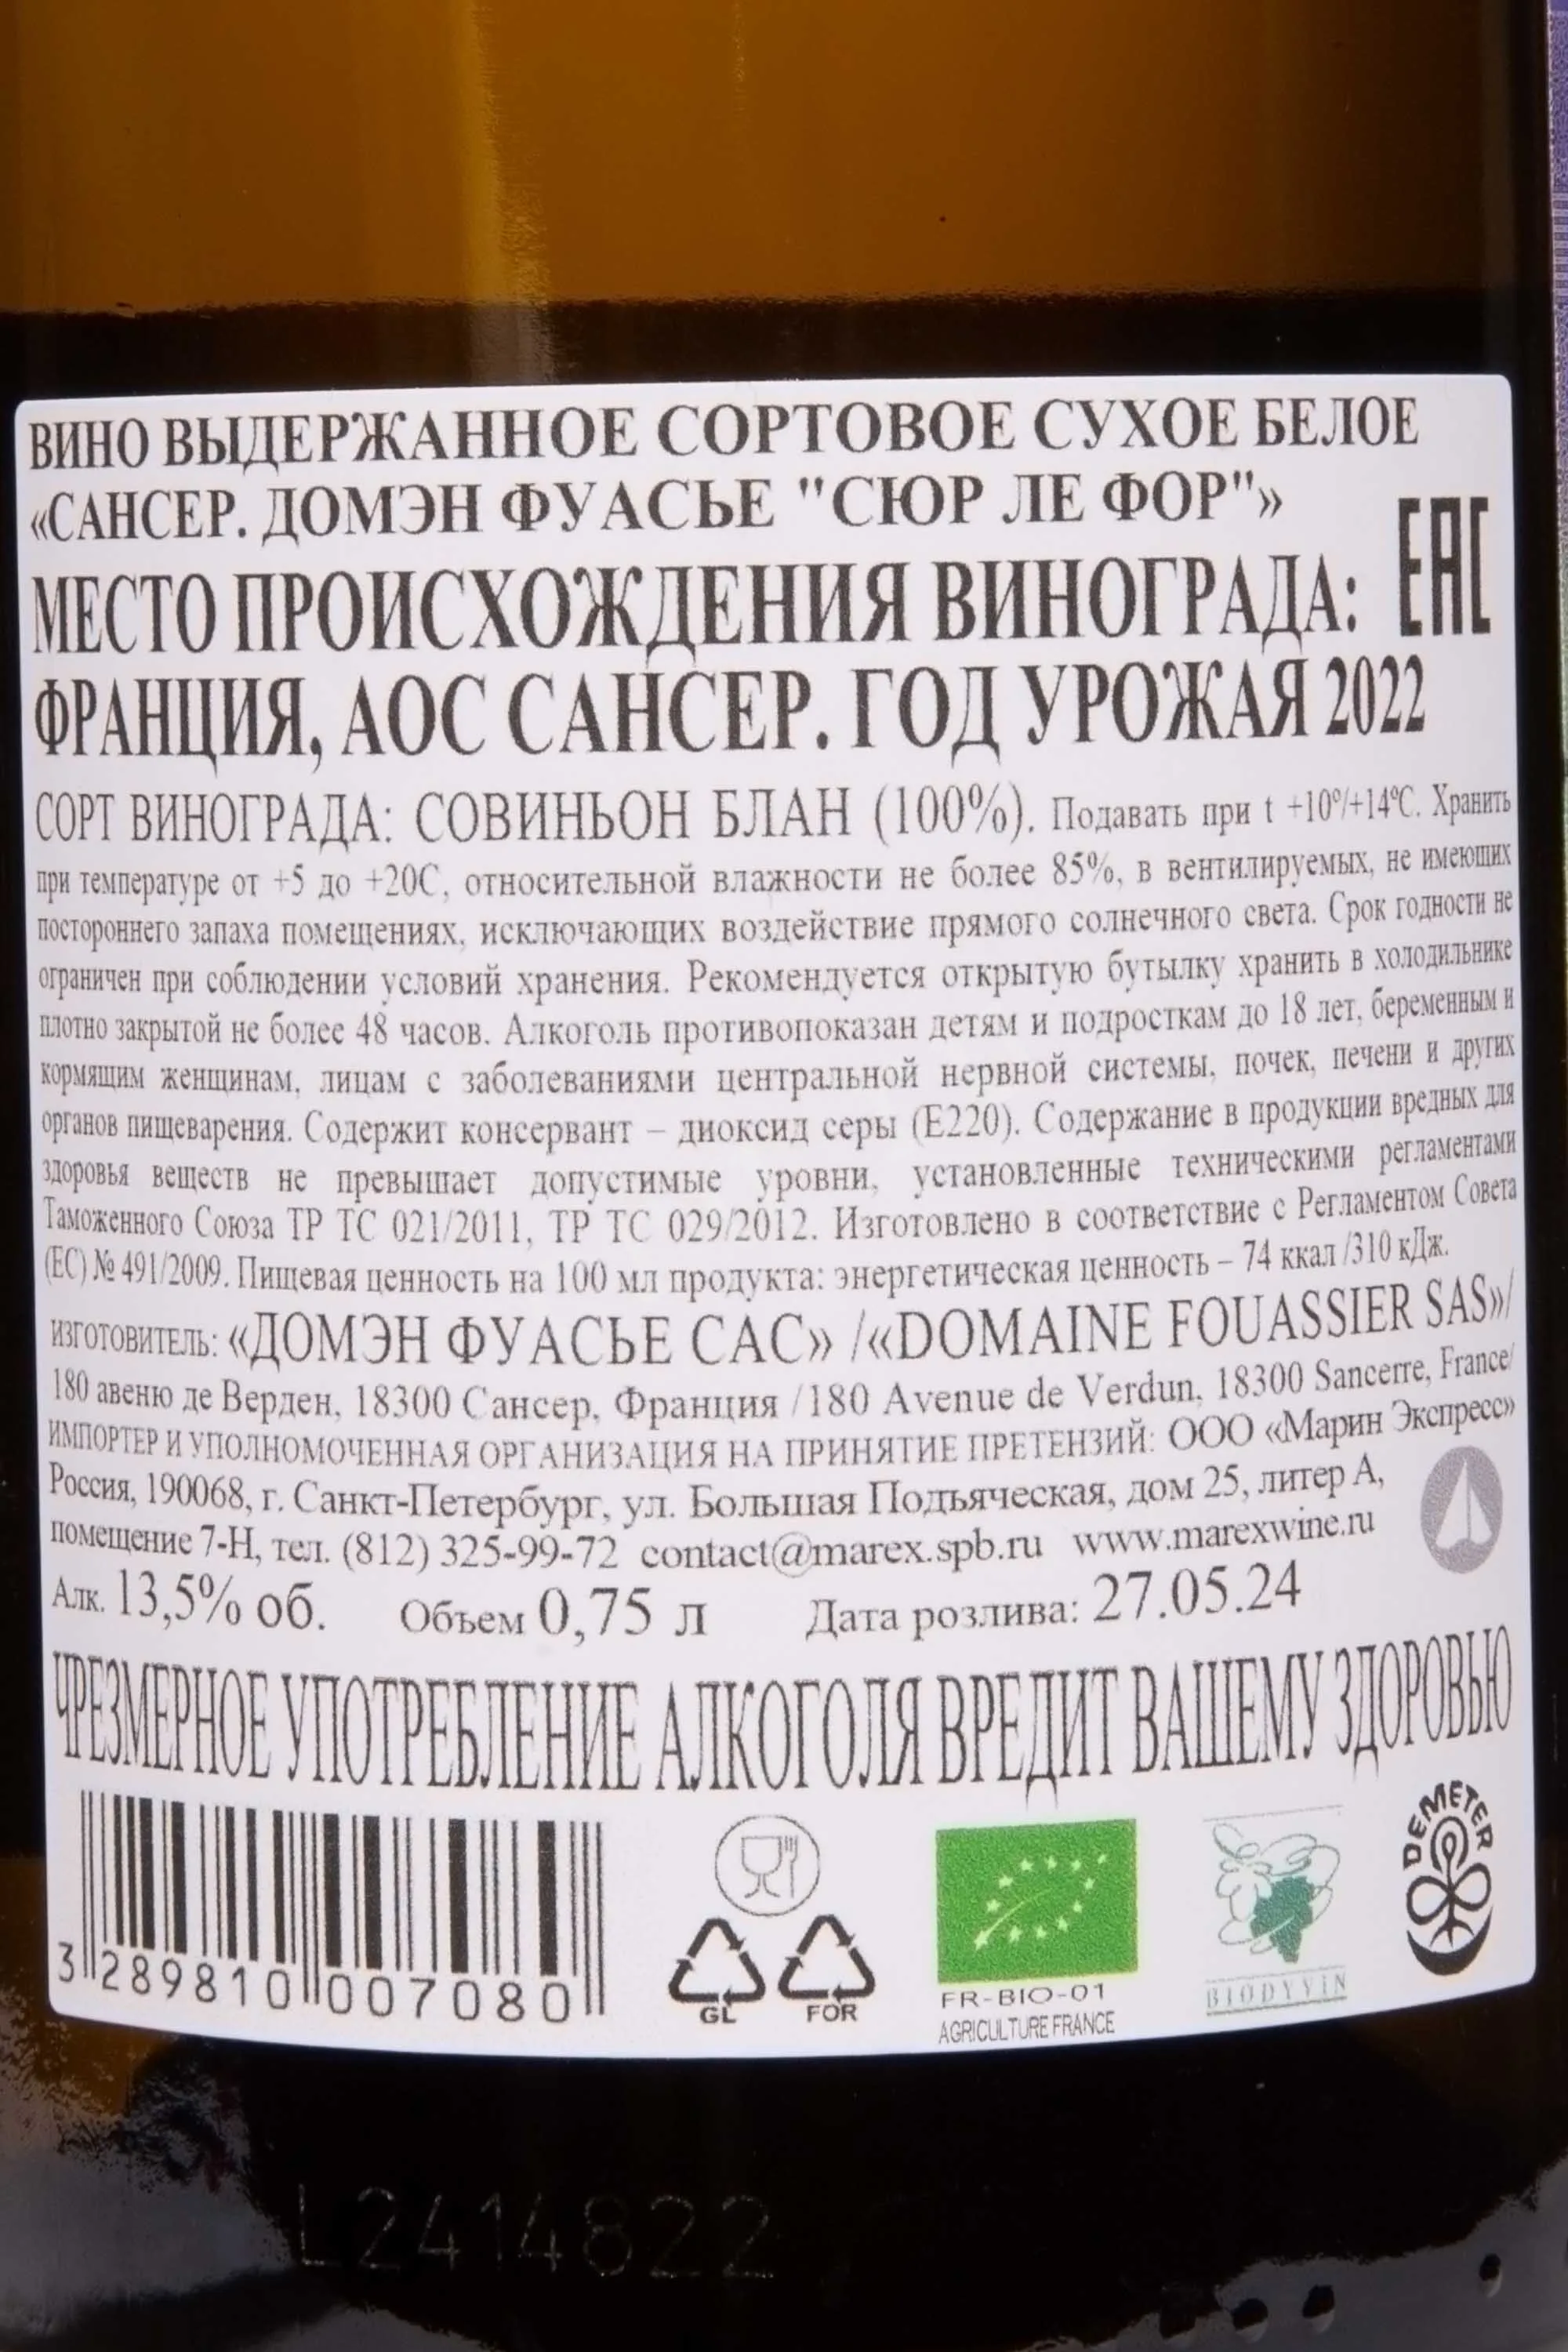 ВИНО ВЫДЕРЖАННОЕ СОРТОВОЕ СУХОЕ БЕЛОЕ
«САНСЕР. ДОМЭН ФУАСЬЕ "СЮР ЛЕ ФОР"»
EAC
МЕСТО ПРОИСХОЖДЕНИЯ ВИНОГРАДА:
ФРАНЦИЯ, АОС САНСЕР. ГОД УРОЖАЯ 2022
СОРТ ВИНОГРАДА: СОВИНЬОН БЛАН (100%). Подавать при t +10º/+14ºС. Хранить
при температуре от +5 до +20С, относительной влажности не более 85%, в вентилируемых, не имеющих
постороннего запаха помещениях, исключающих воздействие прямого солнечного света. Срок годности не
ограничен при соблюдении условий хранения. Рекомендуется открытую бутылку хранить в холодильнике
плотно закрытой не более 48 часов. Алкоголь противопоказан детям и подросткам до 18 лет, беременным и
кормящим женщинам, лицам с заболеваниями центральной нервной системы, почек, печени и других
органов пищеварения. Содержит консервант – диоксид серы (Е220). Содержание в продукции вредных для
здоровья веществ не превышает допустимые уровни, установленные техническими регламентами
Таможенного Союза ТР ТС 021/2011, ТР ТС 029/2012. Изготовлено в соответствие с Регламентом Совета
(ЕС) № 491/2009. Пищевая ценность на 100 мл продукта: энергетическая ценность – 74 ккал /310 кДж.
ИЗГОТОВИТЕЛЬ: «ДОМЭН ФУАСЬЕ САС» /«DOMAINE FOUASSIER SAS»/
180 авеню де Верден, 18300 Сансер, Франция /180 Avenue de Verdun, 18300 Sancerre, France/
ИМПОРТЕР И УПОЛНОМОЧЕННАЯ ОРГАНИЗАЦИЯ НА ПРИНЯТИЕ ПРЕТЕНЗИЙ: ООО «Марин Экспресс»
Россия, 190068, г. Санкт-Петербург, ул. Большая Подъяческая, дом 25, литер А,
помещение 7-Н, тел. (812) 325-99-72 contact@marex.spb.ru www.marexwine.ru
Алк. 13,5% об. Объем 0,75 л Дата розлива: 27.05.24
ЧРЕЗМЕРНОЕ УПОТРЕБЛЕНИЕ АЛКОГОЛЯ ВРЕДИТ ВАШЕМУ ЗДОРОВЬЮ
3 289810 007080
GL FOR
FR-BIO-01
AGRICULTURE FRANCE
BIODYVIN
DEMETER
L2414822